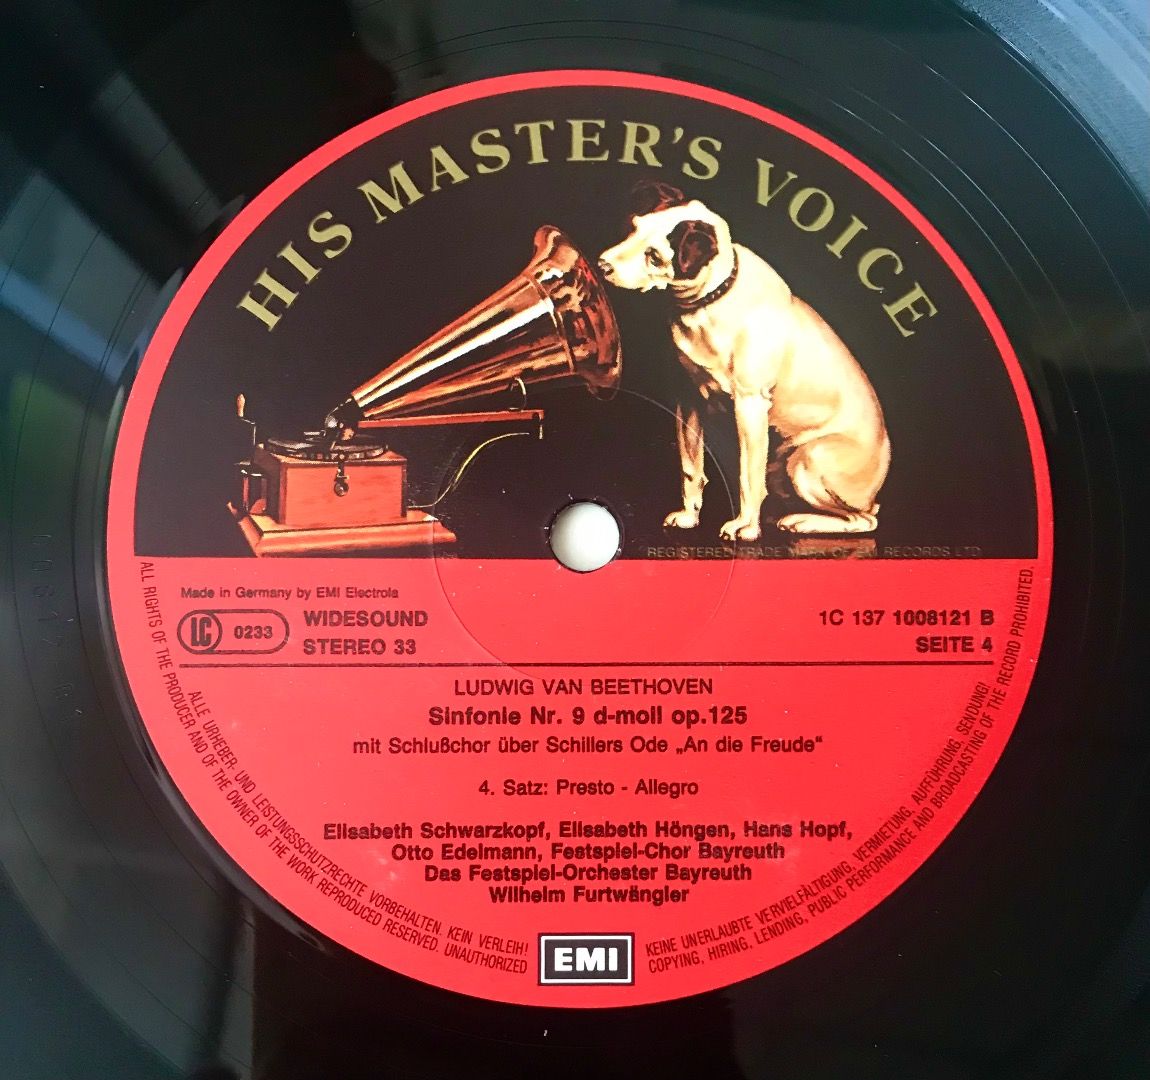 HIS MASTER'S VOICE
REGISTERED TRADE MARK OF EMI RECORDS LTD
Made in Germany by EMI Electrola
LC 0233
WIDESOUND
STEREO 33
1C 137 1008121 B
SEITE 4
LUDWIG VAN BEETHOVEN
Sinfonie Nr. 9 d-moll op.125
mit Schlußchor über Schillers Ode „An die Freude“
4. Satz: Presto - Allegro
Elisabeth Schwarzkopf, Elisabeth Höngen, Hans Hopf,
Otto Edelmann, Festspiel-Chor Bayreuth
Das Festspiel-Orchester Bayreuth
Wilhelm Furtwängler
EMI
ALLE URHEBER- UND LEISTUNGSSCHUTZRECHTE VORBEHALTEN. KEIN VERLEIH! KEINE UNERLAUBTE VERVIELFÄLTIGUNG, VERMIETUNG, AUFFÜHRUNG, SENDUNG!
ALL RIGHTS OF THE PRODUCER AND OF THE OWNER OF THE WORK REPRODUCED RESERVED. UNAUTHORIZED COPYING, HIRING, LENDING, PUBLIC PERFORMANCE AND BROADCASTING OF THE RECORD PROHIBITED.